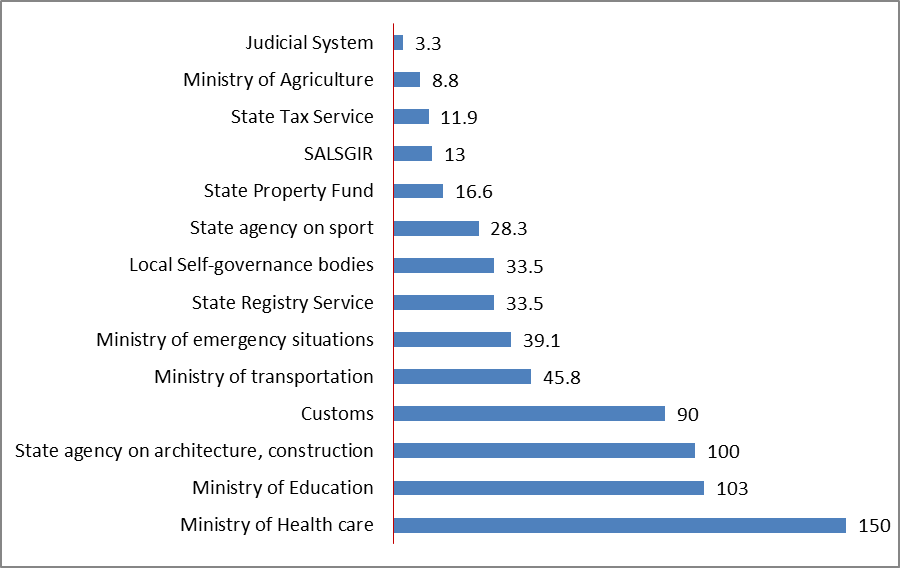 Judicial System 3.3
Ministry of Agriculture 8.8
State Tax Service 11.9
SALSGIR 13
State Property Fund 16.6
State agency on sport 28.3
Local Self-governance bodies 33.5
State Registry Service 33.5
Ministry of emergency situations 39.1
Ministry of transportation 45.8
Customs 90
State agency on architecture, construction 100
Ministry of Education 103
Ministry of Health care 150